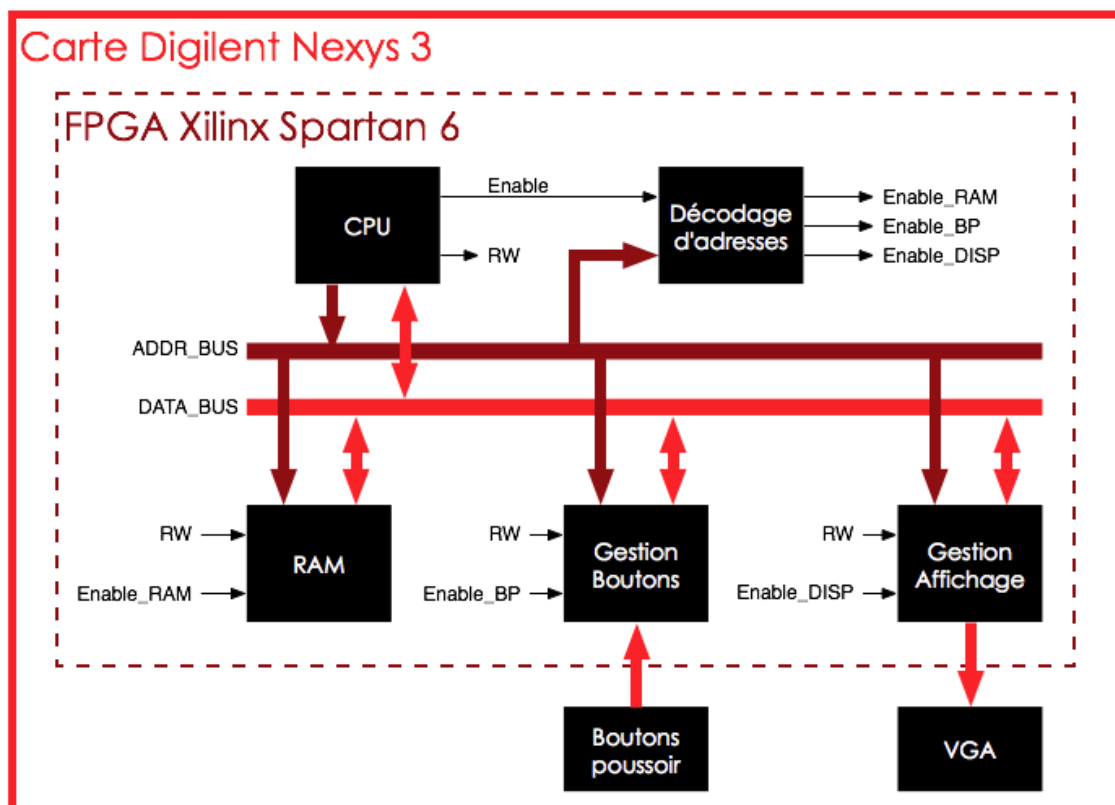 Carte Digilent Nexys 3
FPGA Xilinx Spartan 6
CPU
Enable
RW
Décodage
d'adresses
Enable_RAM
Enable_BP
Enable_DISP
ADDR_BUS
DATA_BUS
RW
Enable_RAM
RAM
RW
Enable_BP
Gestion
Boutons
RW
Enable_DISP
Gestion
Affichage
Boutons
poussoir
VGA